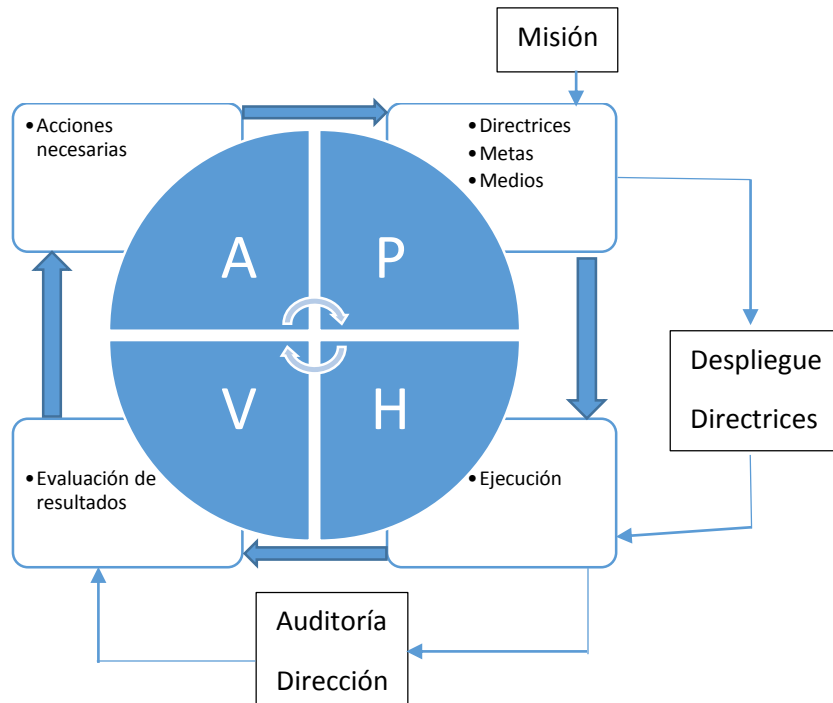 Misión
•Acciones
necesarias
•Directrices
•Metas
•Medios
A
P
Despliegue
Directrices
V
H
•Evaluación de
resultados
•Ejecución
Auditoría
Dirección